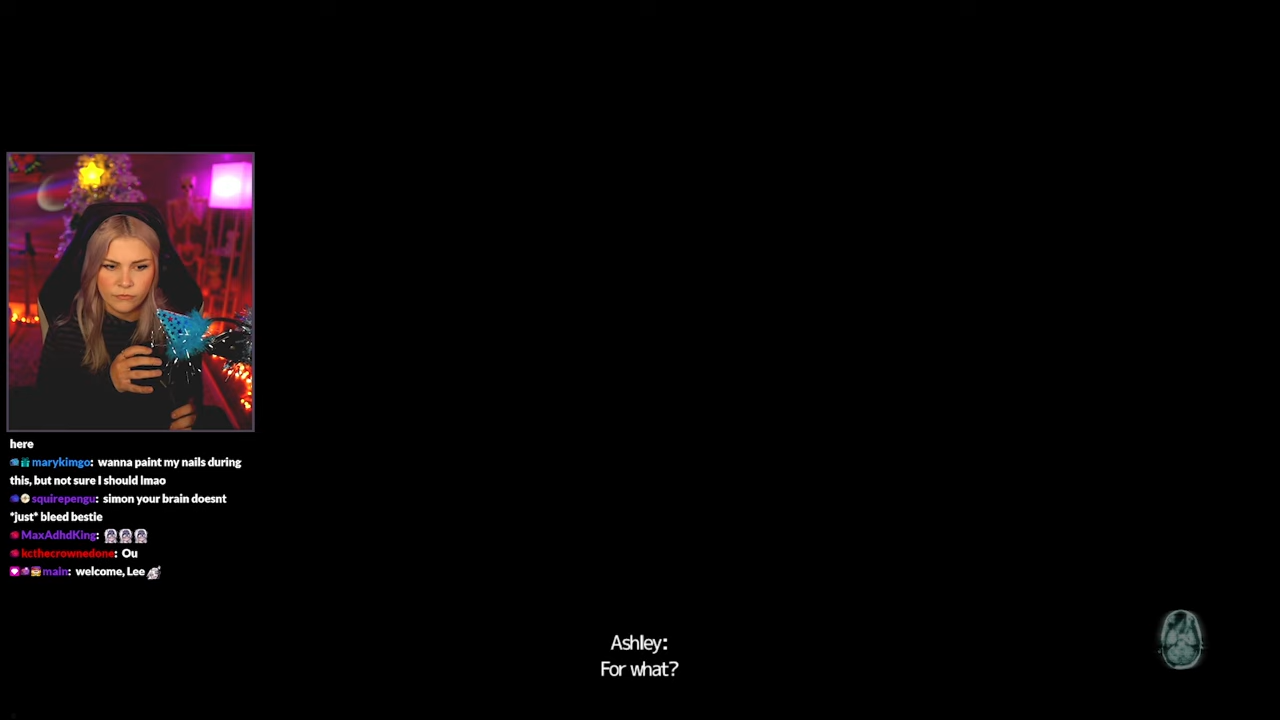 here
marykimgo: wanna paint my nails during
this, but not sure I should lmao
squirepengu: simon your brain doesnt
*just* bleed bestie
MaxAdhdKing:
kcthecrownedone: Ou
main: welcome, Lee
Ashley:
For what?